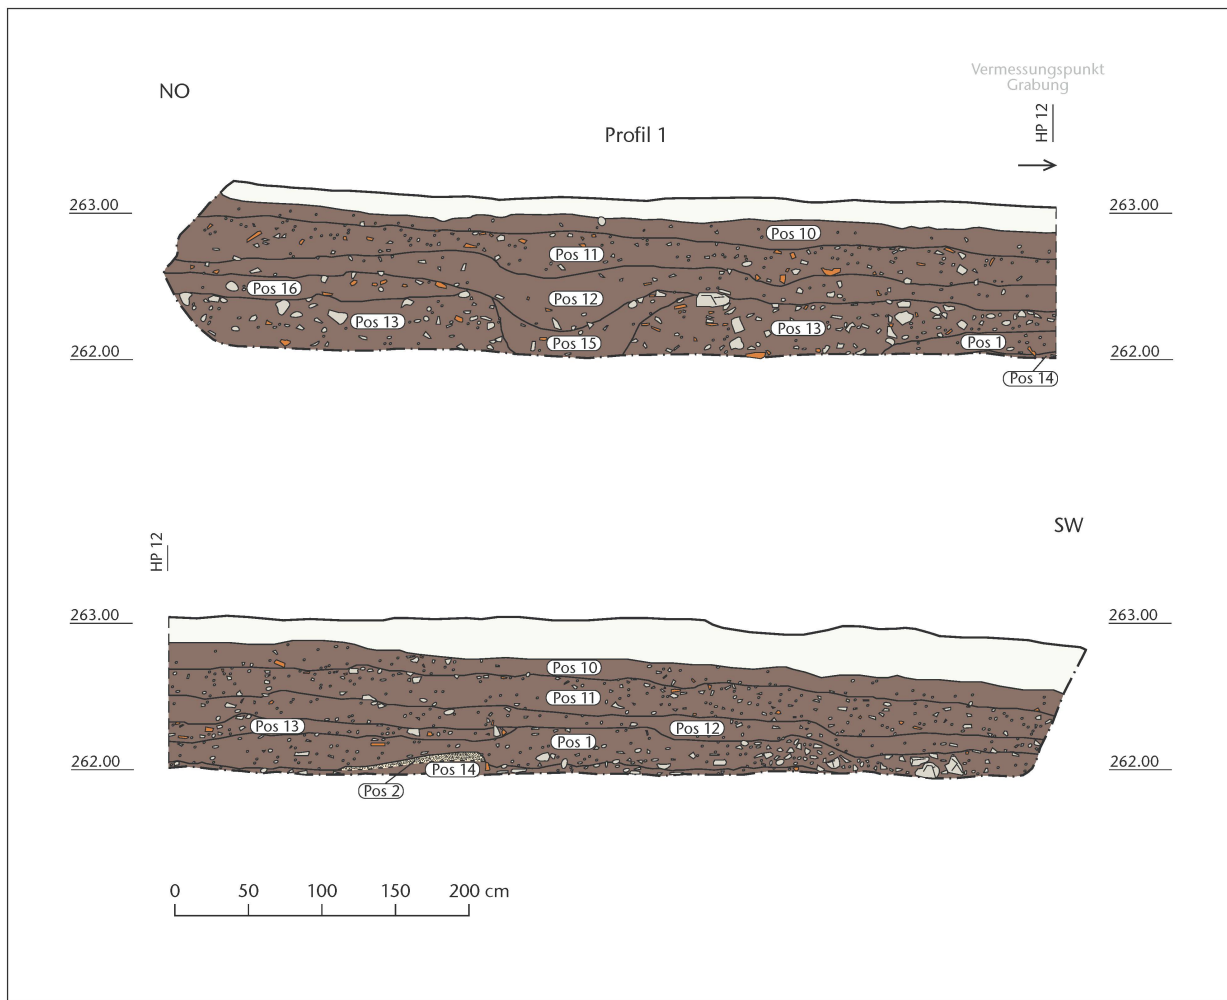 Vermessungspunkt
Grabung
NO
HP 12
Profil 1
263.00
263.00
Pos 10
Pos 11
Pos 16
Pos 12
Pos 13
Pos 13
Pos 15
Pos 1
262.00
262.00
Pos 14
SW
HP 12
263.00
263.00
Pos 10
Pos 11
Pos 13
Pos 12
Pos 1
262.00
Pos 14
262.00
Pos 2
0 50 100 150 200 cm